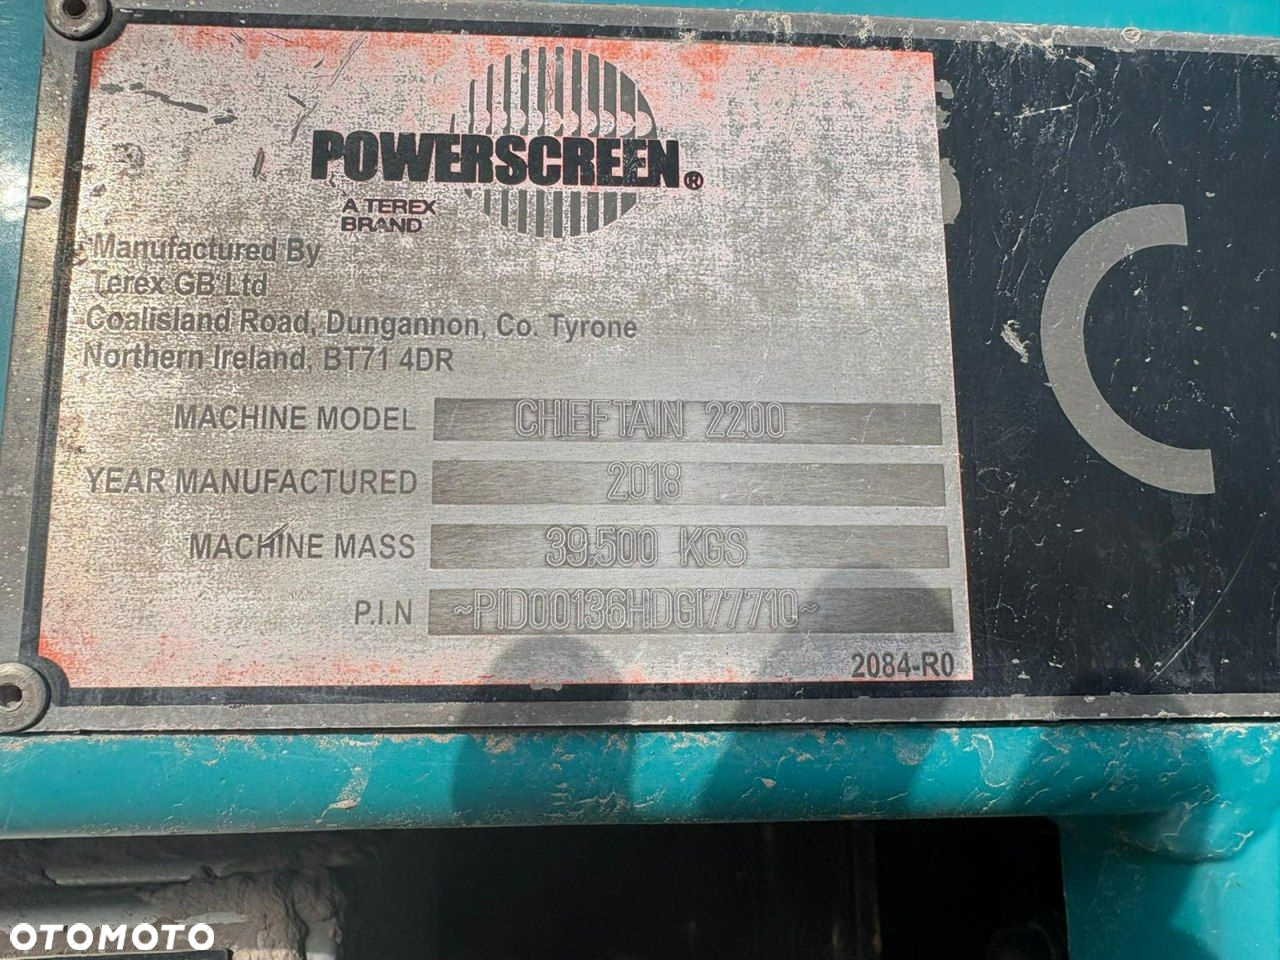 POWERSCREEN®
A TEREX
BRAND
Manufactured By
Terex GB Ltd
Coalisland Road, Dungannon, Co. Tyrone
Northern Ireland, BT71 4DR
MACHINE MODEL CHIEFTAIN 2200
YEAR MANUFACTURED 2018
MACHINE MASS 39,500 KGS
P.I.N ~PID00136HDGI77710~
2084-R0
C
OTOMOTO